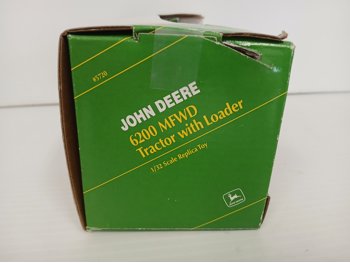 #5720
JOHN DEERE
6200 MFWD
Tractor with Loader
1/32 Scale Replica Toy